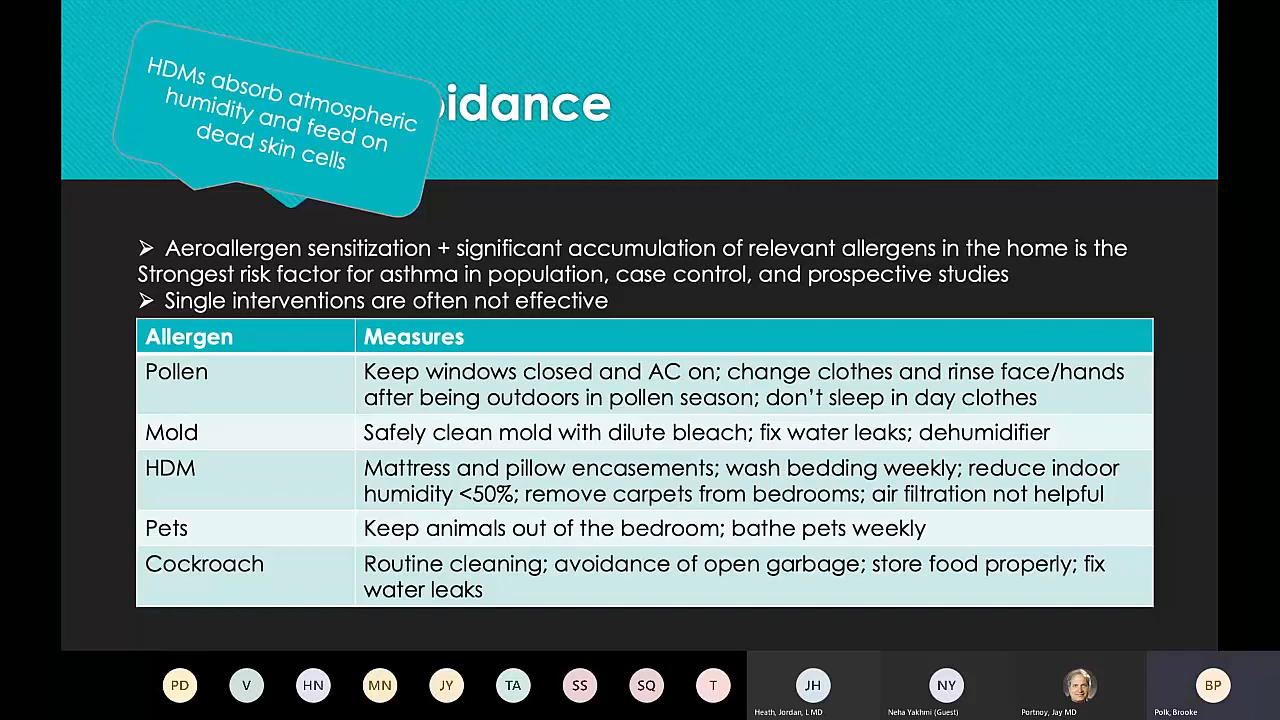 HDMs absorb atmospheric
humidity and feed on
dead skin cells
idance
➢ Aeroallergen sensitization + significant accumulation of relevant allergens in the home is the
Strongest risk factor for asthma in population, case control, and prospective studies
➢ Single interventions are often not effective
Allergen Measures
Pollen Keep windows closed and AC on; change clothes and rinse face/hands
after being outdoors in pollen season; don't sleep in day clothes
Mold Safely clean mold with dilute bleach; fix water leaks; dehumidifier
HDM Mattress and pillow encasements; wash bedding weekly; reduce indoor
humidity <50%; remove carpets from bedrooms; air filtration not helpful
Pets Keep animals out of the bedroom; bathe pets weekly
Cockroach Routine cleaning; avoidance of open garbage; store food properly; fix
water leaks
PD V HN MN JY TA SS SQ T JH NY BP
Heath, Jordan, L MD Neha Yakhmi (Guest) Portnoy, Jay MD Polk, Brooke